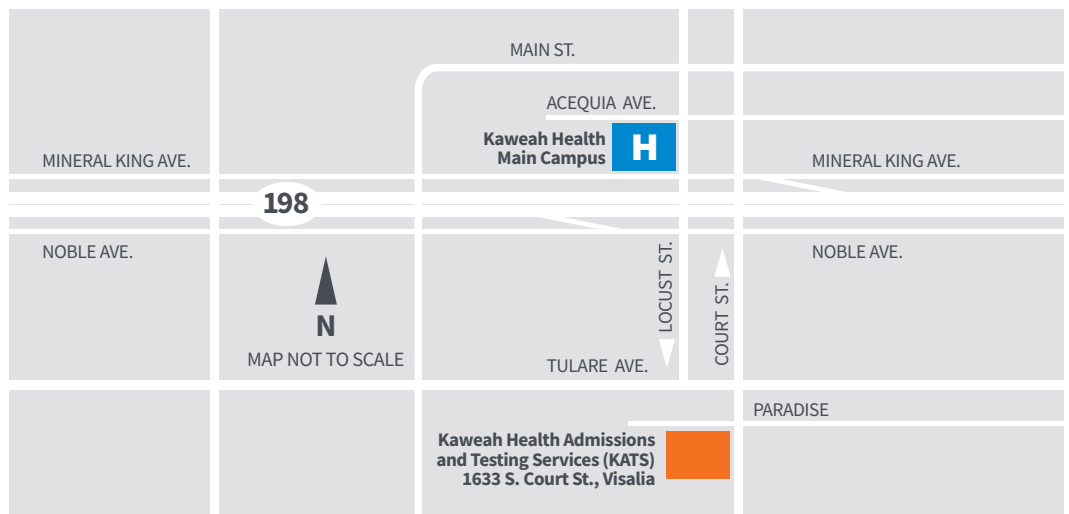 MAIN ST.
ACEQUIA AVE.
Kaweah Health
Main Campus
H
MINERAL KING AVE.
MINERAL KING AVE.
198
NOBLE AVE.
NOBLE AVE.
LOCUST ST.
COURT ST.
N
MAP NOT TO SCALE
TULARE AVE.
PARADISE
Kaweah Health Admissions
and Testing Services (KATS)
1633 S. Court St., Visalia